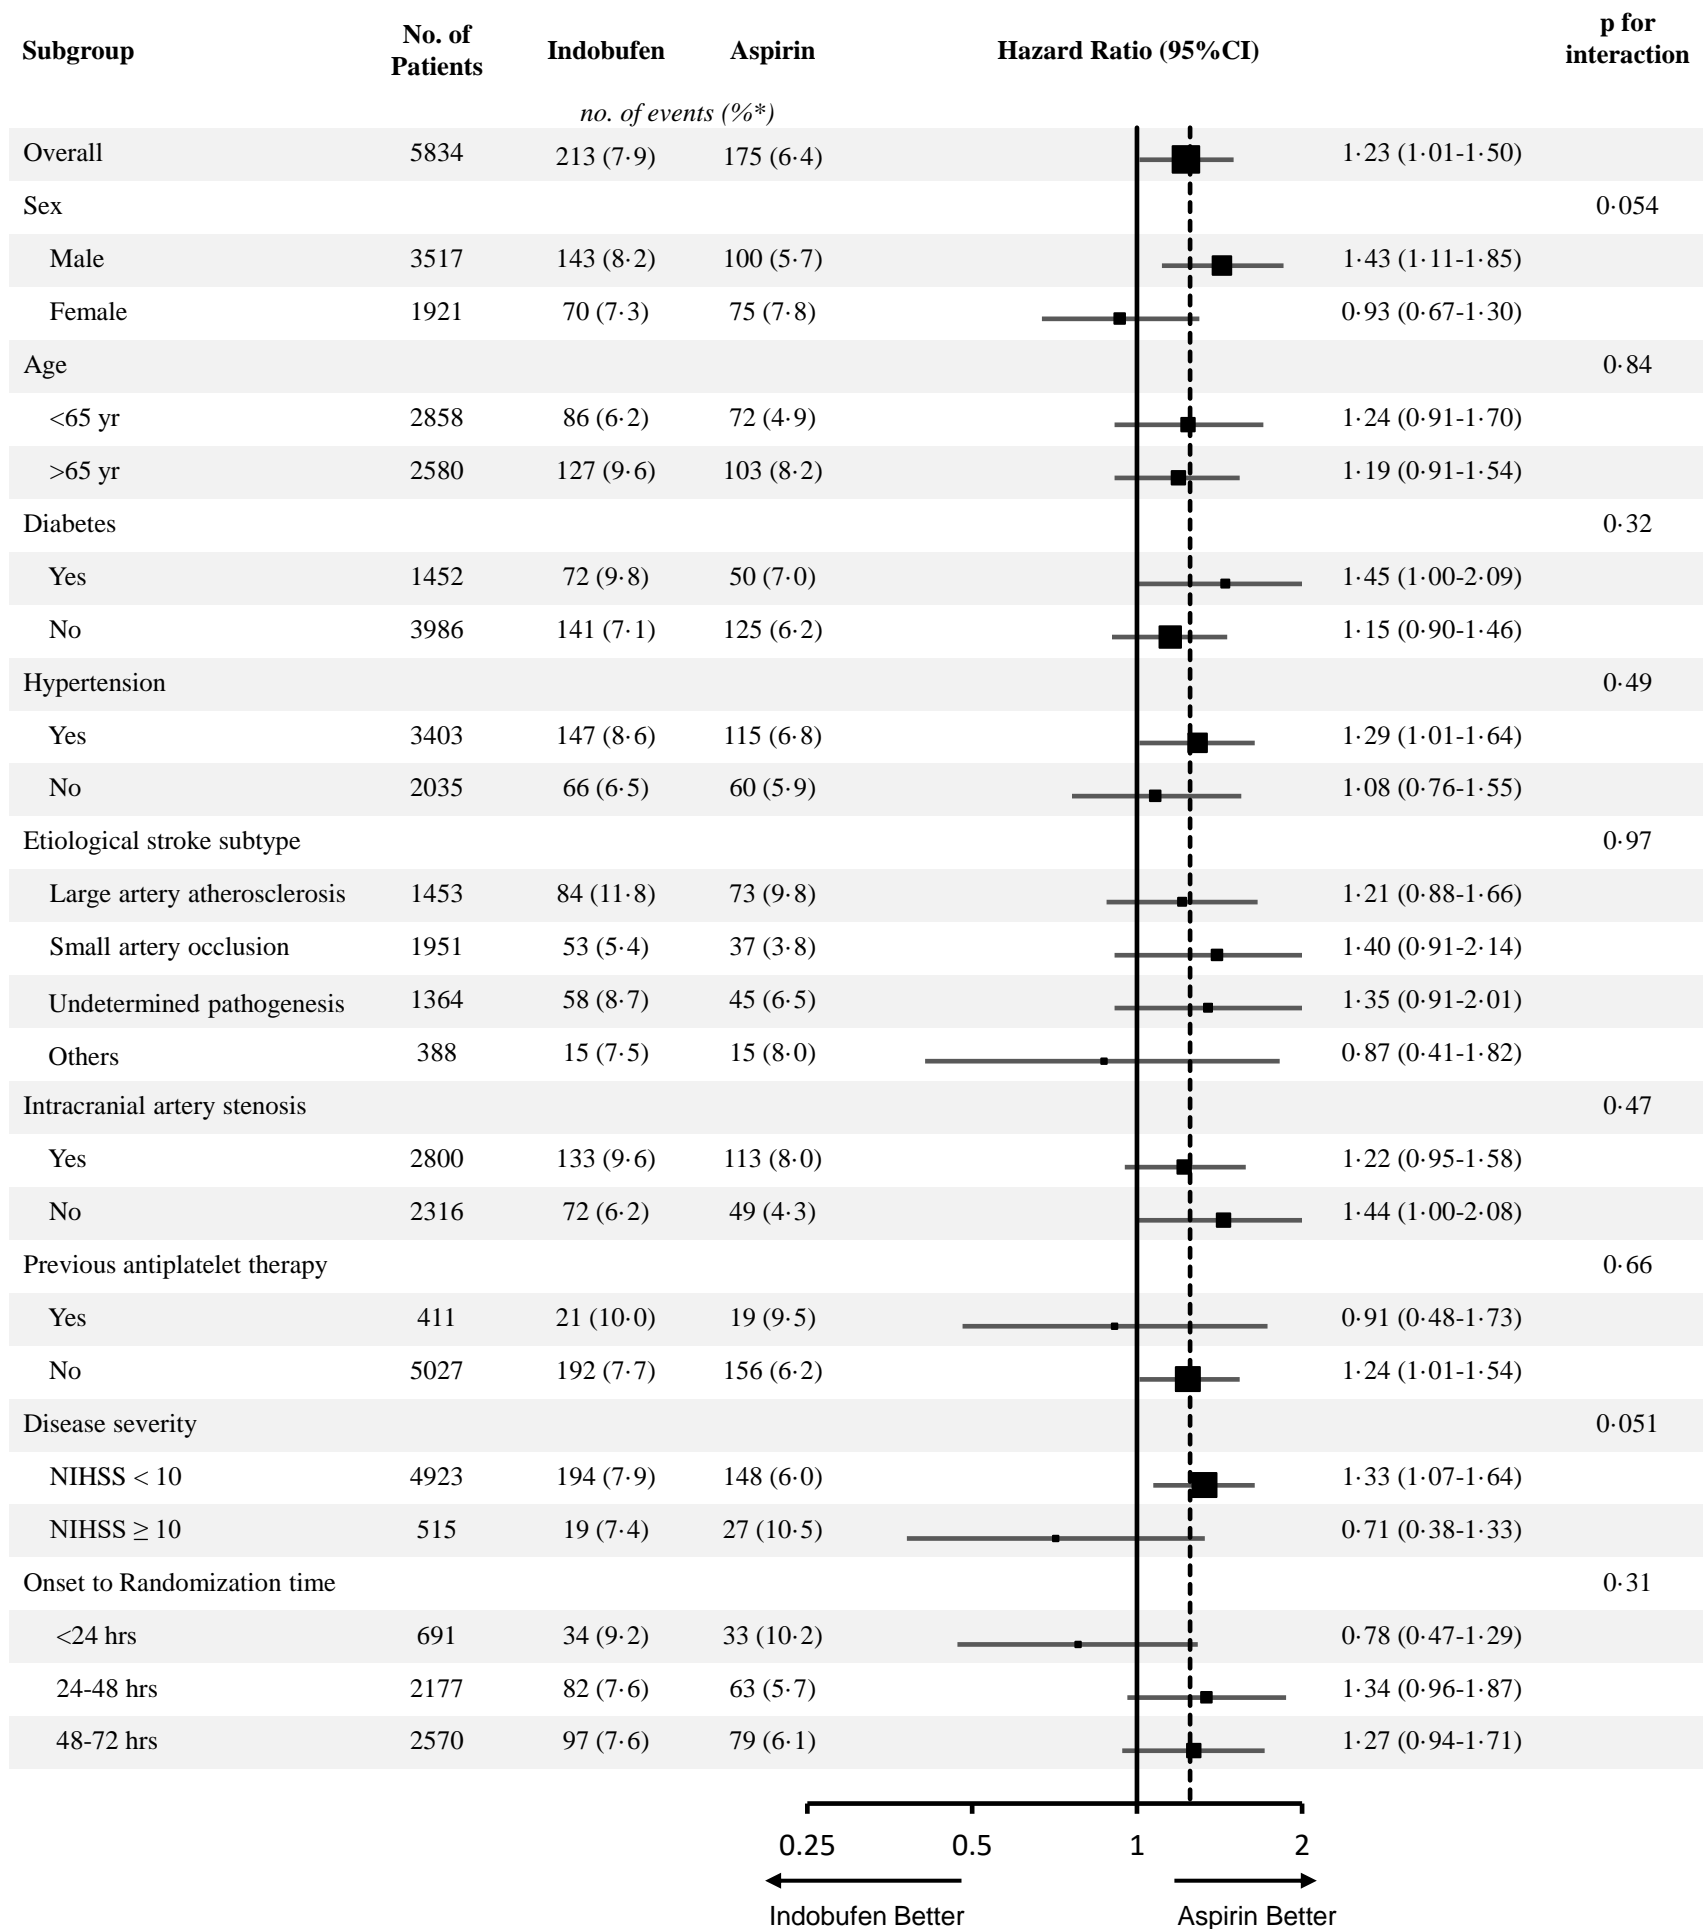 Subgroup No. of Patients Indobufen Aspirin Hazard Ratio (95%CI) p for interaction
no. of events (%*)
Overall 5834 213 (7·9) 175 (6·4) 1·23 (1·01-1·50)
Sex 0·054
Male 3517 143 (8·2) 100 (5·7) 1·43 (1·11-1·85)
Female 1921 70 (7·3) 75 (7·8) 0·93 (0·67-1·30)
Age 0·84
<65 yr 2858 86 (6·2) 72 (4·9) 1·24 (0·91-1·70)
>65 yr 2580 127 (9·6) 103 (8·2) 1·19 (0·91-1·54)
Diabetes 0·32
Yes 1452 72 (9·8) 50 (7·0) 1·45 (1·00-2·09)
No 3986 141 (7·1) 125 (6·2) 1·15 (0·90-1·46)
Hypertension 0·49
Yes 3403 147 (8·6) 115 (6·8) 1·29 (1·01-1·64)
No 2035 66 (6·5) 60 (5·9) 1·08 (0·76-1·55)
Etiological stroke subtype 0·97
Large artery atherosclerosis 1453 84 (11·8) 73 (9·8) 1·21 (0·88-1·66)
Small artery occlusion 1951 53 (5·4) 37 (3·8) 1·40 (0·91-2·14)
Undetermined pathogenesis 1364 58 (8·7) 45 (6·5) 1·35 (0·91-2·01)
Others 388 15 (7·5) 15 (8·0) 0·87 (0·41-1·82)
Intracranial artery stenosis 0·47
Yes 2800 133 (9·6) 113 (8·0) 1·22 (0·95-1·58)
No 2316 72 (6·2) 49 (4·3) 1·44 (1·00-2·08)
Previous antiplatelet therapy 0·66
Yes 411 21 (10·0) 19 (9·5) 0·91 (0·48-1·73)
No 5027 192 (7·7) 156 (6·2) 1·24 (1·01-1·54)
Disease severity 0·051
NIHSS < 10 4923 194 (7·9) 148 (6·0) 1·33 (1·07-1·64)
NIHSS ≥ 10 515 19 (7·4) 27 (10·5) 0·71 (0·38-1·33)
Onset to Randomization time 0·31
<24 hrs 691 34 (9·2) 33 (10·2) 0·78 (0·47-1·29)
24-48 hrs 2177 82 (7·6) 63 (5·7) 1·34 (0·96-1·87)
48-72 hrs 2570 97 (7·6) 79 (6·1) 1·27 (0·94-1·71)
0.25 0.5 1 2
Indobufen Better Aspirin Better